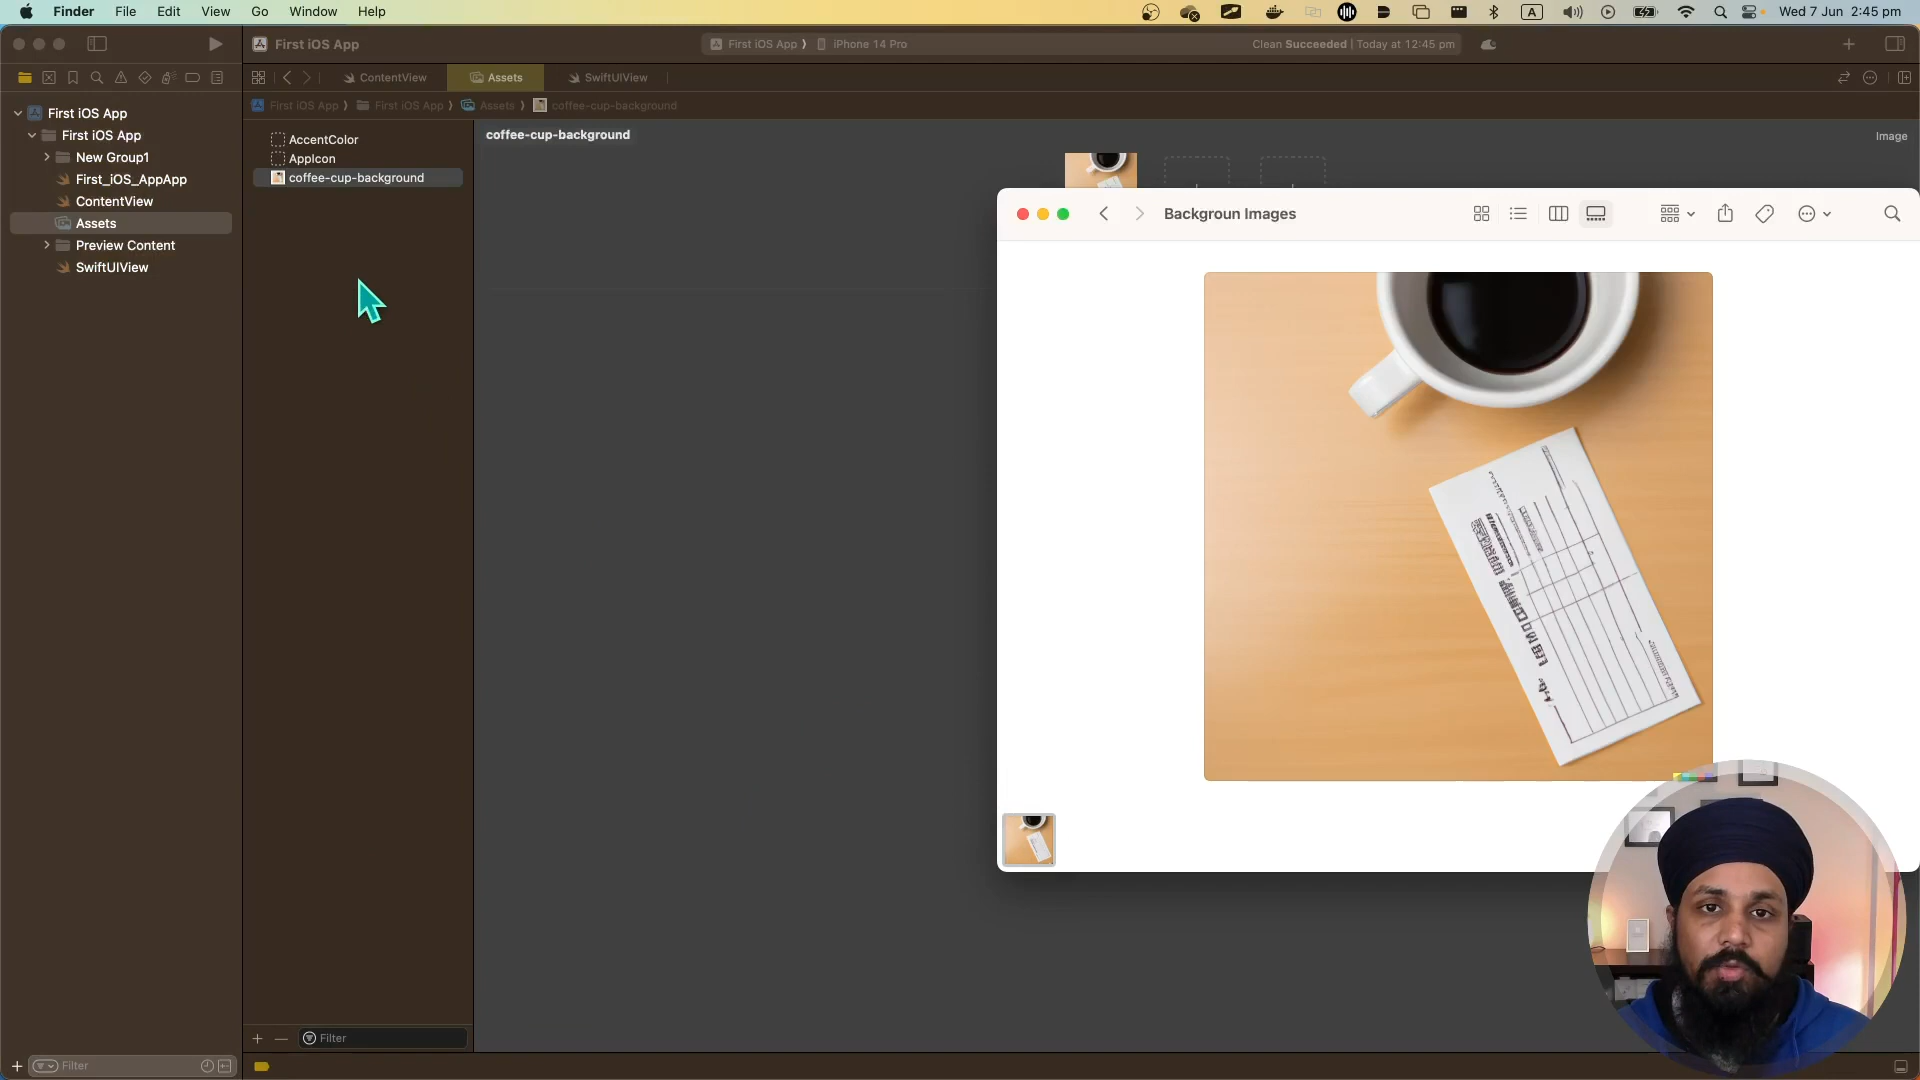 Finder File Edit View Go Window Help
A
Wed 7 Jun 2:45 pm
First iOS App
First iOS App ⟩ iPhone 14 Pro
Clean Succeeded | Today at 12:45 pm
ContentView
Assets
SwiftUIView
First iOS App ⟩ First iOS App ⟩ Assets ⟩ coffee-cup-background
First iOS App
First iOS App
New Group1
First_iOS_AppApp
ContentView
Assets
Preview Content
SwiftUIView
AccentColor
AppIcon
coffee-cup-background
coffee-cup-background
Image
Backgroun Images
Filter
Filter